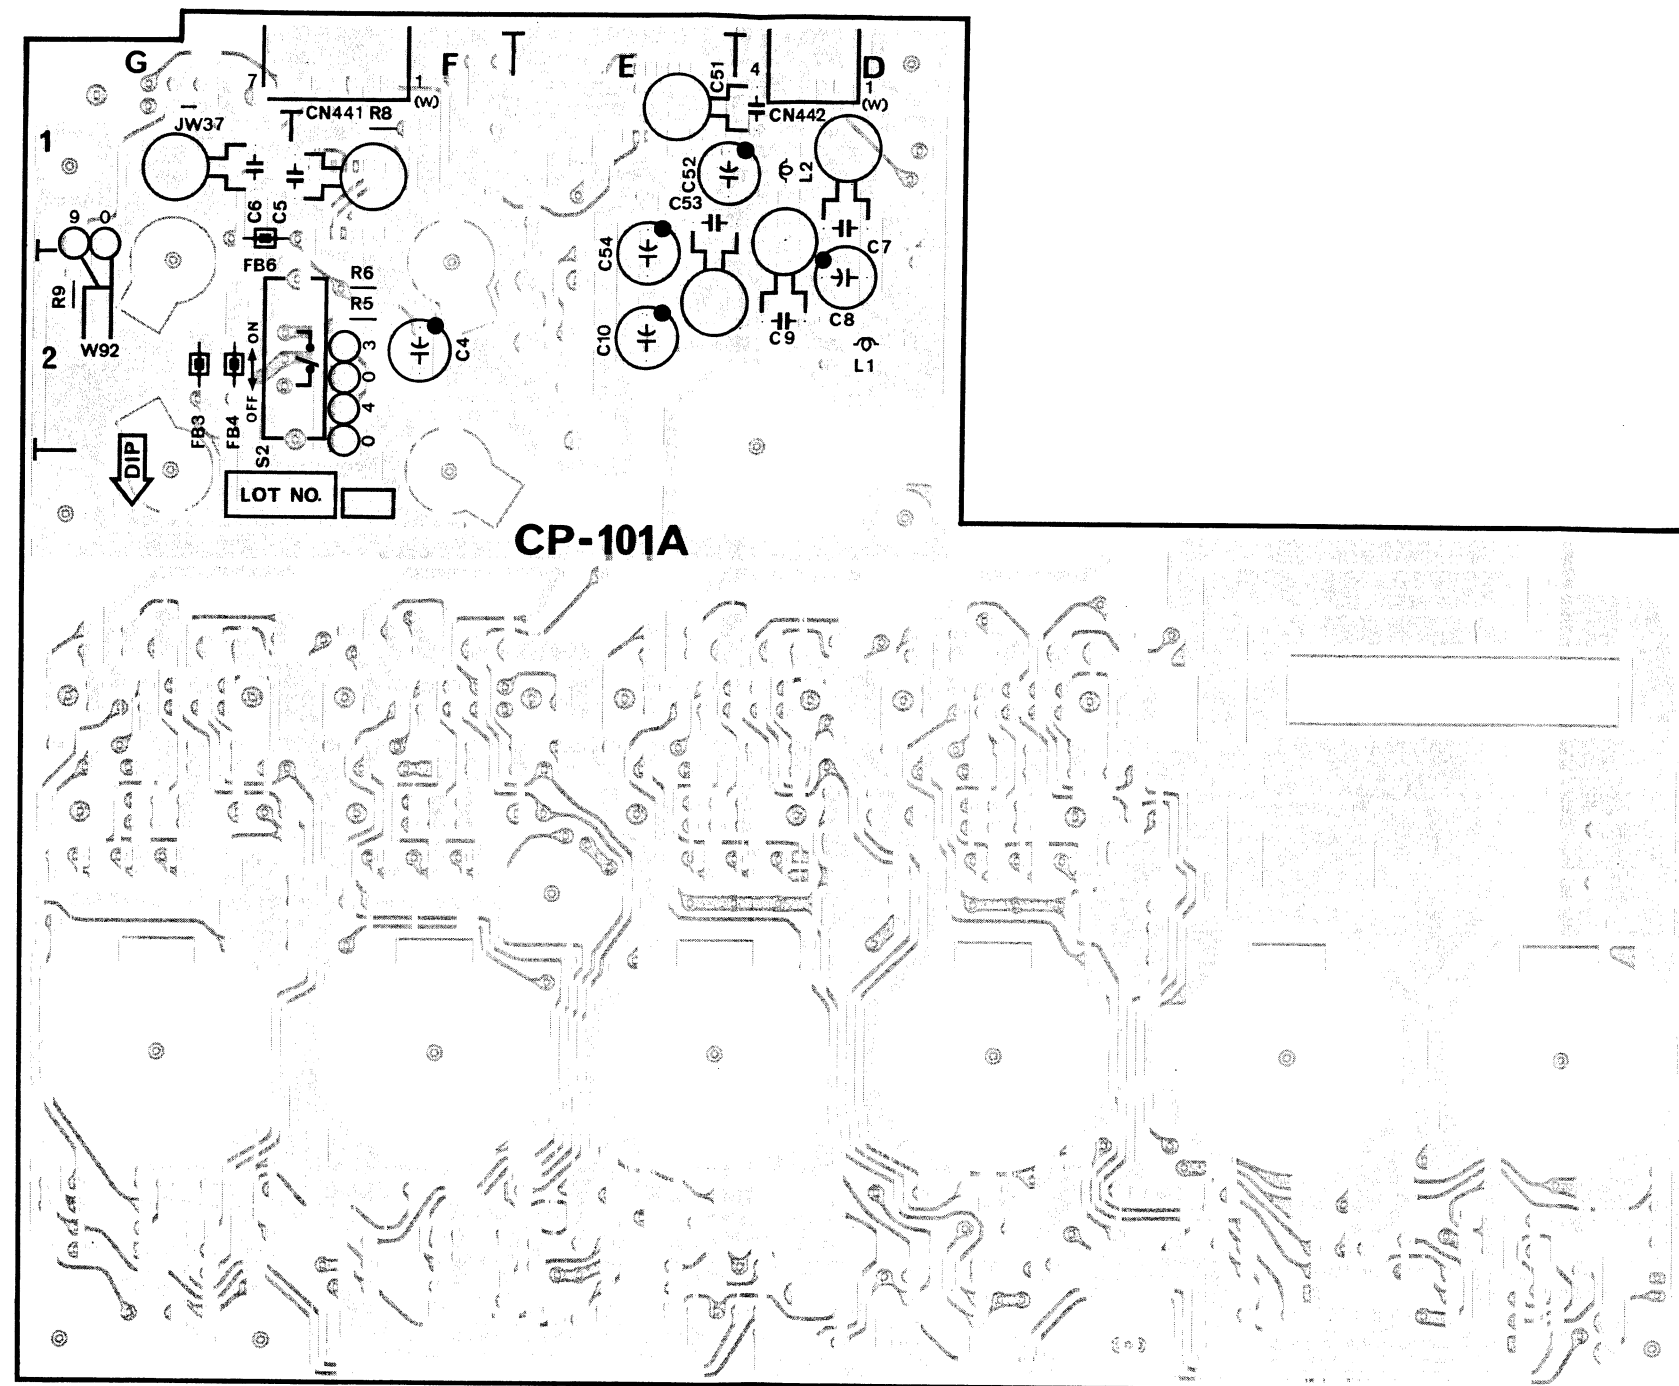 G
7
1
(W)
F
E
C51
4
D
1
(W)
CN441 R8
CN442
JW37
1
C52
L2
C53
C6
C5
9
0
C54
C7
FB6
R6
R9
R5
C8
ON
C10
C9
3
C4
W92
2
L1
0
OFF
4
FB3
FB4
0
S2
DIP
LOT NO.
CP-101A